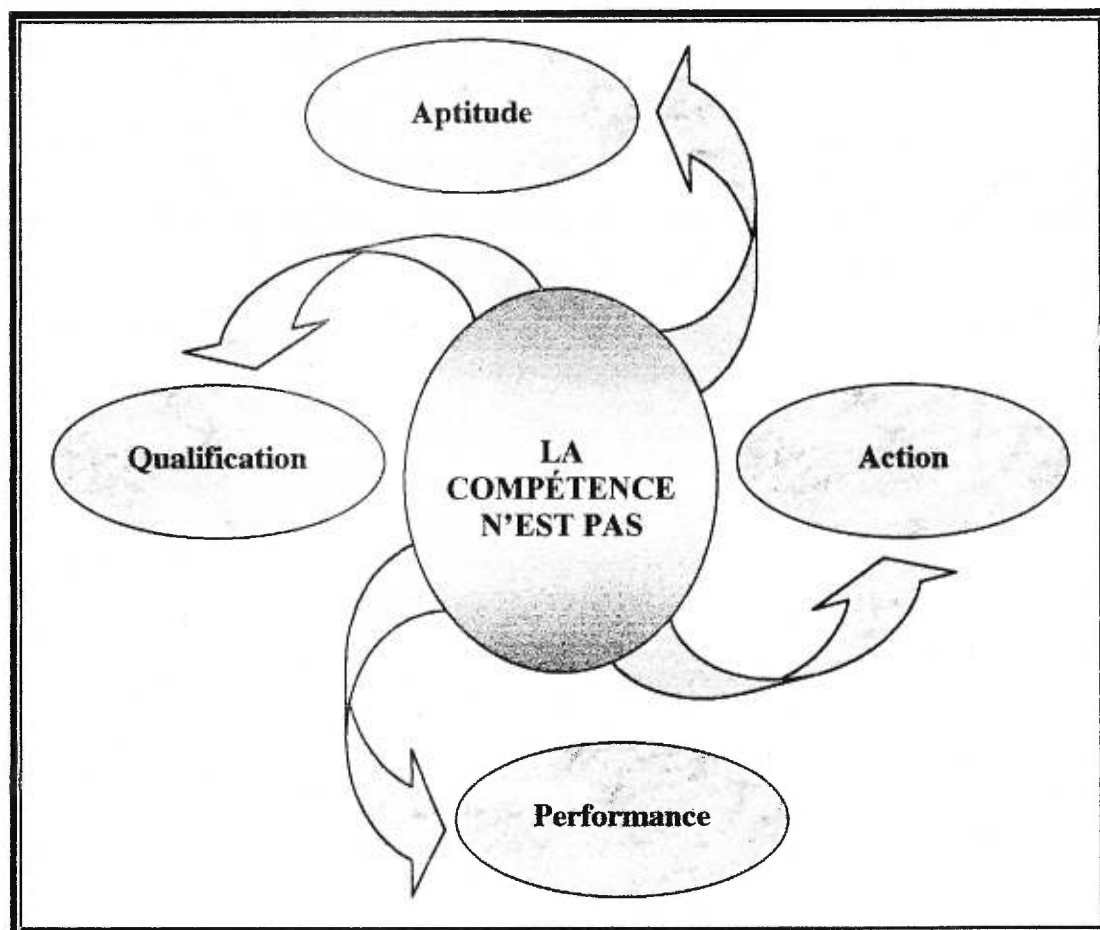 Aptitude
Qualification
LA
COMPÉTENCE
N'EST PAS
Action
Performance